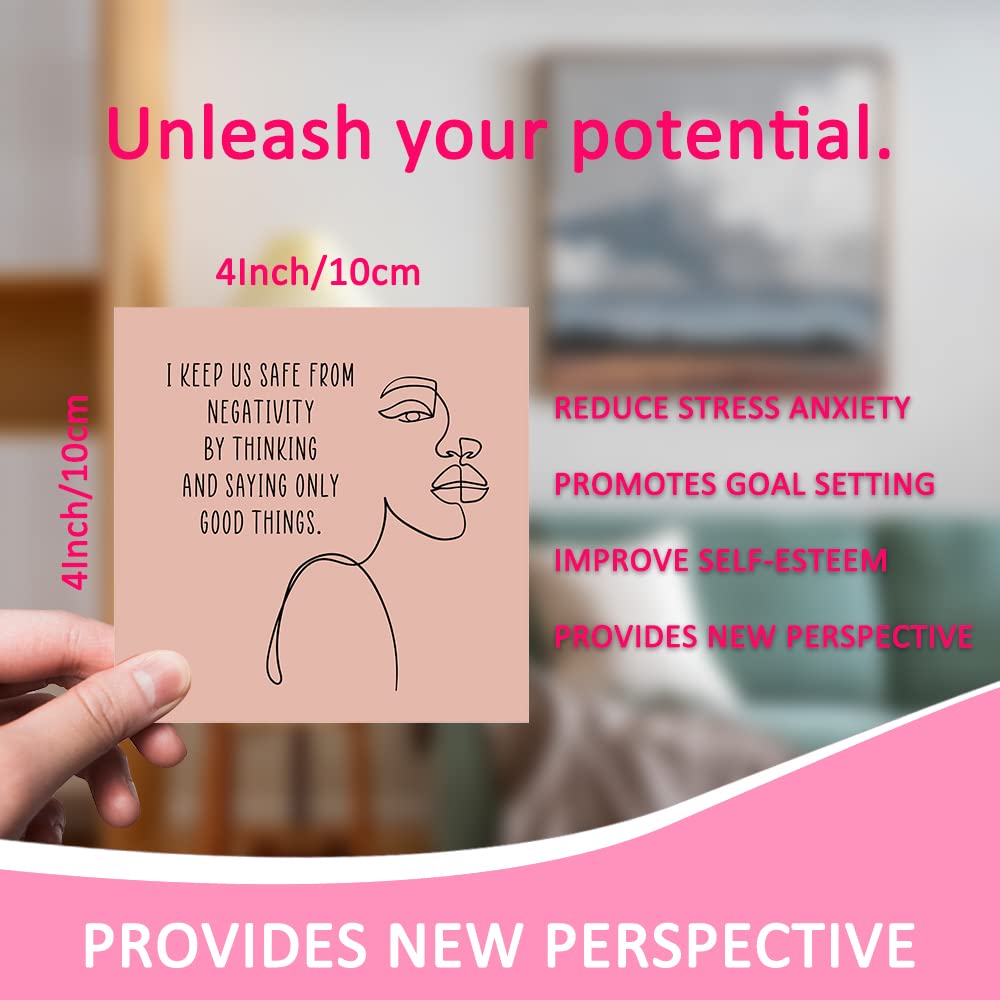 Unleash your potential.
4Inch/10cm
4Inch/10cm
I KEEP US SAFE FROM
NEGATIVITY
BY THINKING
AND SAYING ONLY
GOOD THINGS.
REDUCE STRESS ANXIETY
PROMOTES GOAL SETTING
IMPROVE SELF-ESTEEM
PROVIDES NEW PERSPECTIVE
PROVIDES NEW PERSPECTIVE